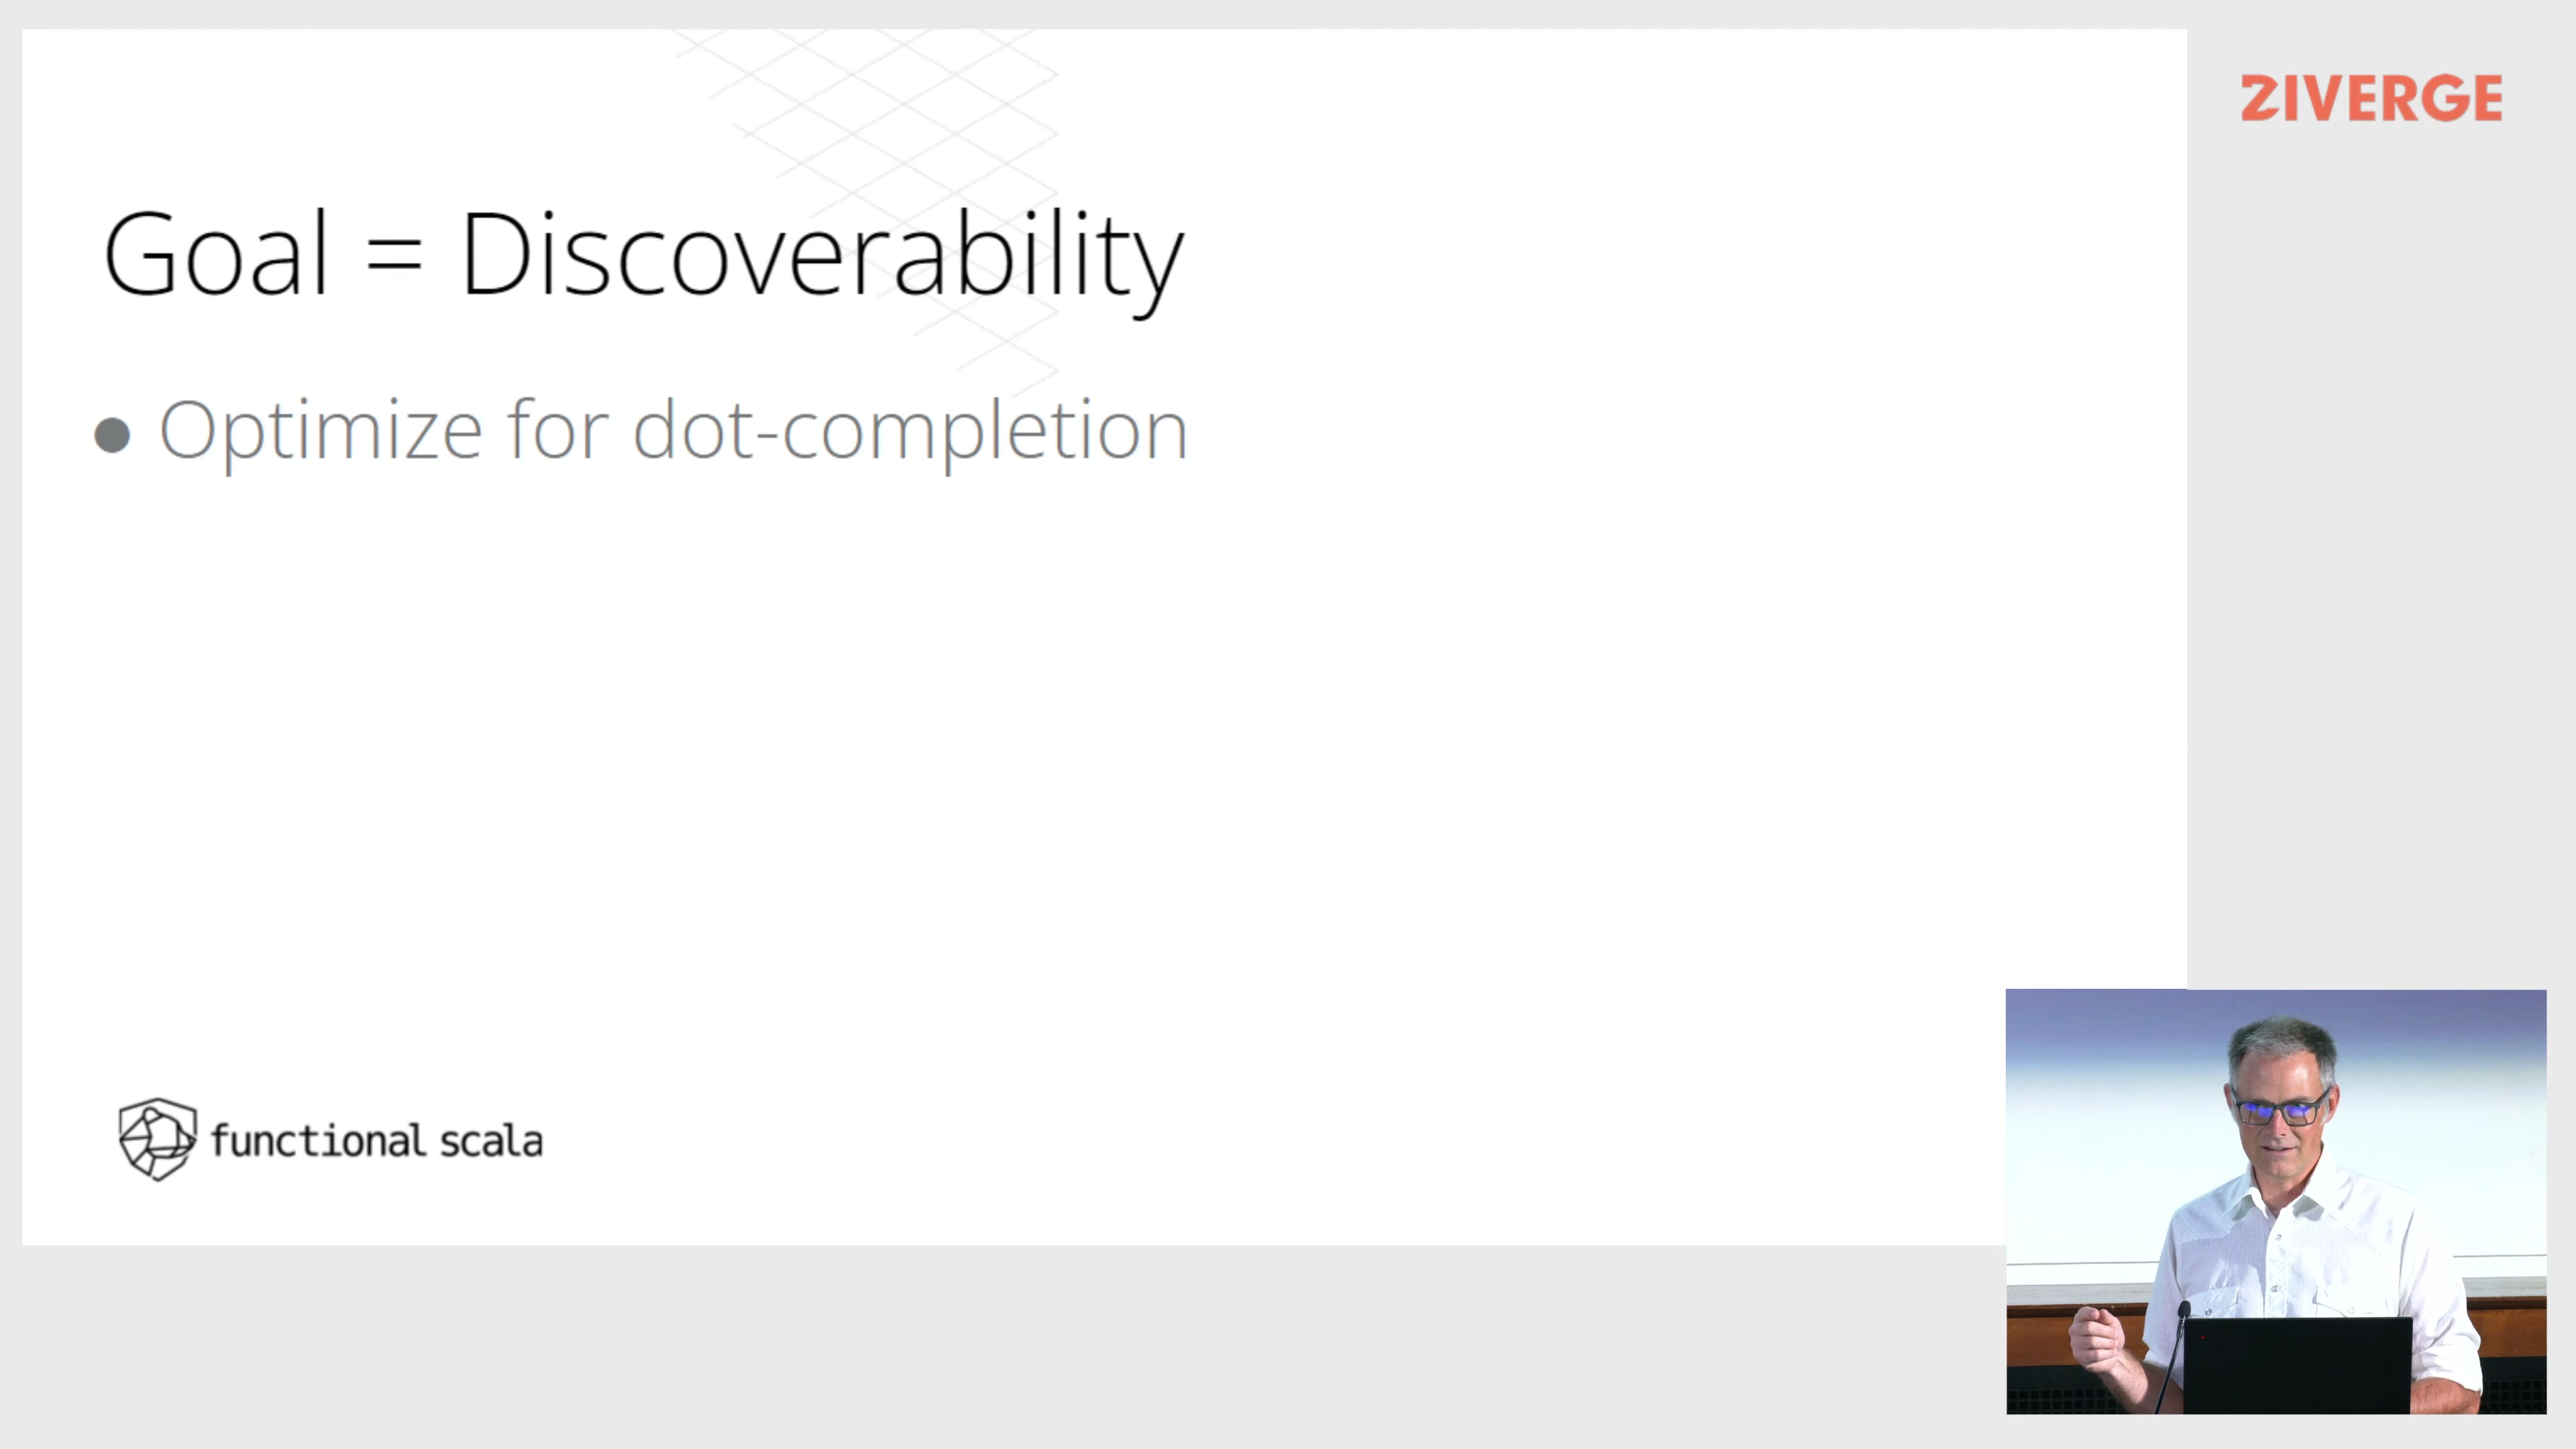 ZIVERGE
Goal = Discoverability
● Optimize for dot-completion
functional scala